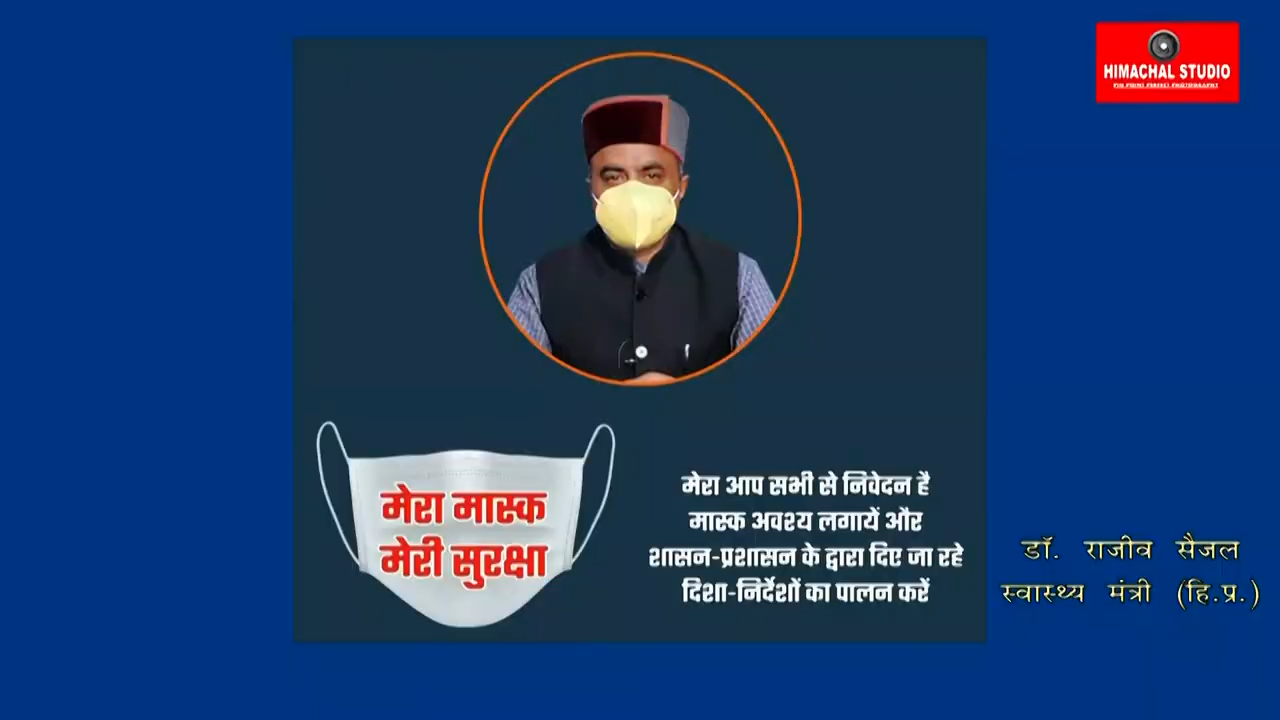 HIMACHAL STUDIO
मेरा मास्क
मेरी सुरक्षा
मेरा आप सभी से निवेदन है
मास्क अवश्य लगायें और
शासन-प्रशासन के द्वारा दिए जा रहे
दिशा-निर्देशों का पालन करें
डॉ. राजीव सैजल
स्वास्थ्य मंत्री (हि.प्र.)